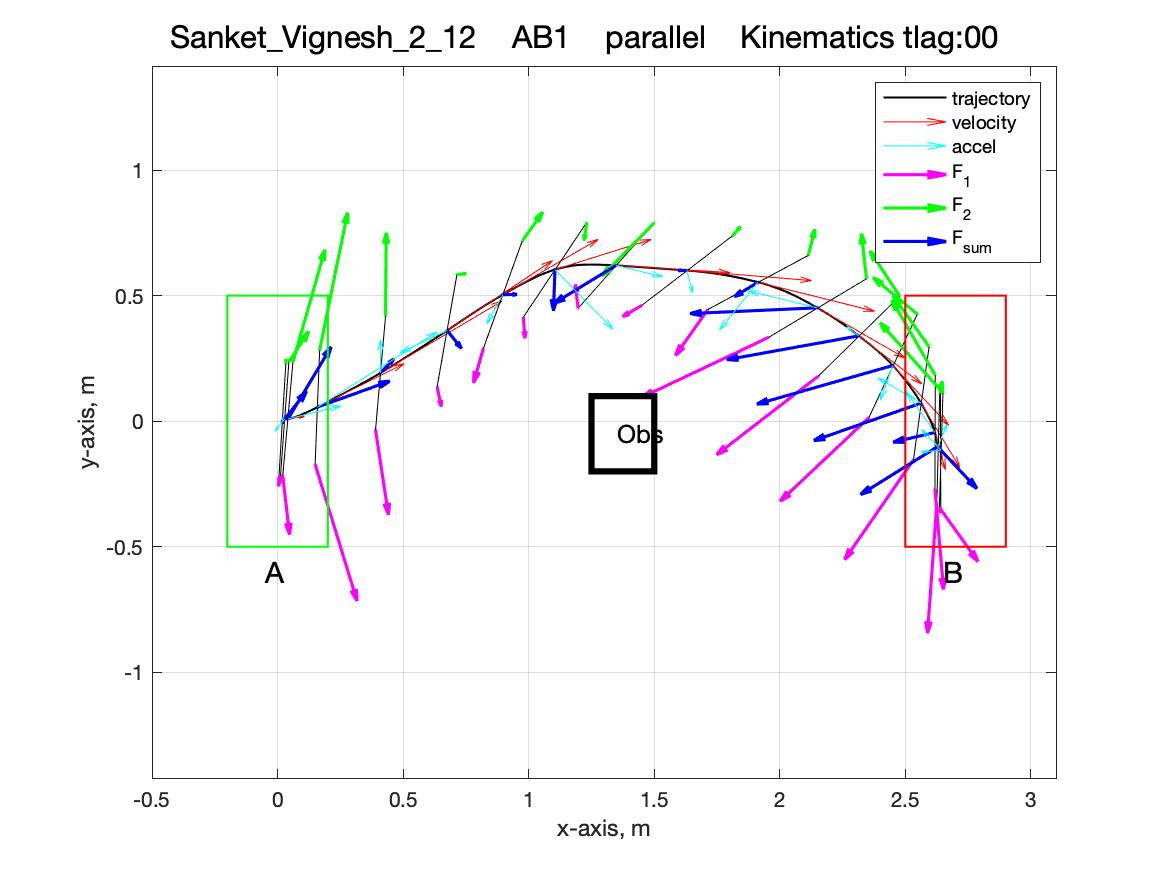 Sanket_Vignesh_2_12 AB1 parallel Kinematics tlag:00
trajectory
velocity
accel
F1
F2
Fsum
1
0.5
0
-0.5
-1
y-axis, m
Obs
A
B
-0.5 0 0.5 1 1.5 2 2.5 3
x-axis, m